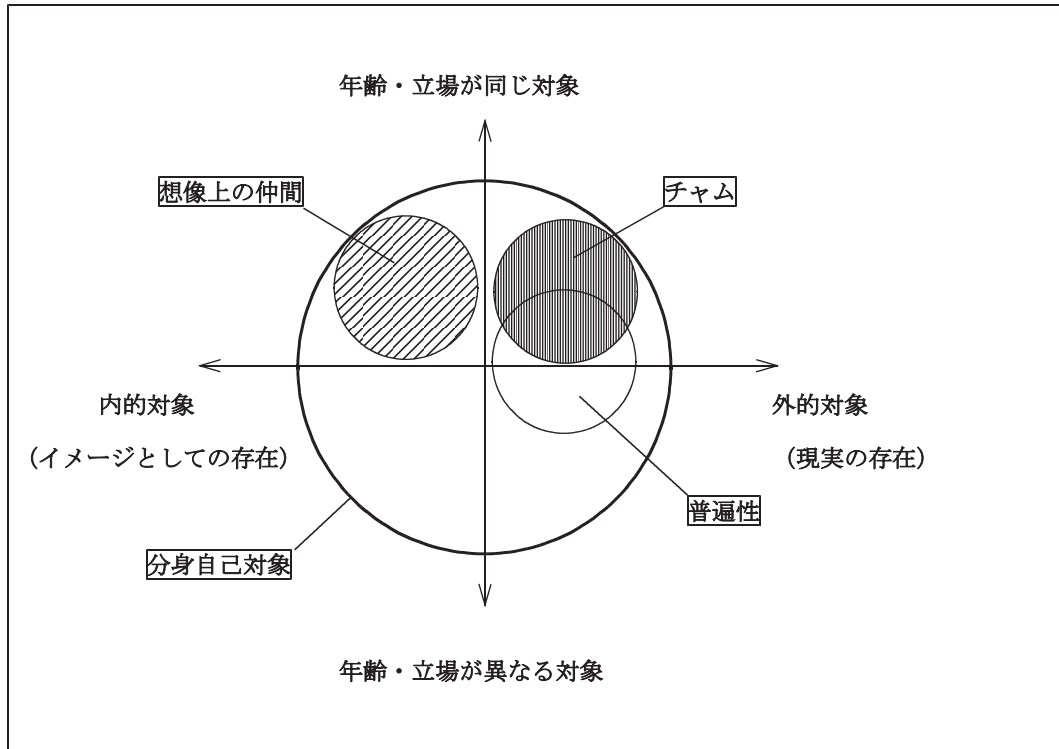 年齢・立場が同じ対象
想像上の仲間
チャム
内的対象
外的対象
（イメージとしての存在）
（現実の存在）
普遍性
分身自己対象
年齢・立場が異なる対象